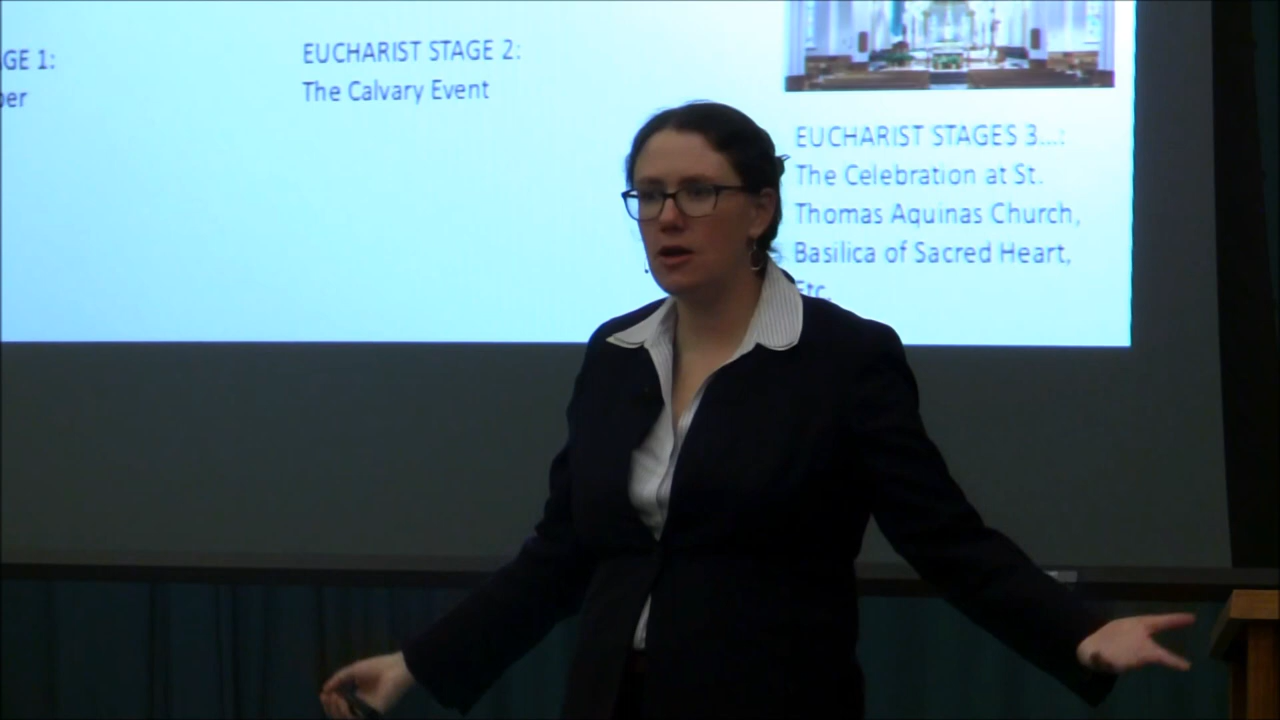 GE 1:
per
EUCHARIST STAGE 2:
The Calvary Event
EUCHARIST STAGES 3...:
The Celebration at St.
Thomas Aquinas Church,
Basilica of Sacred Heart,
Etc.